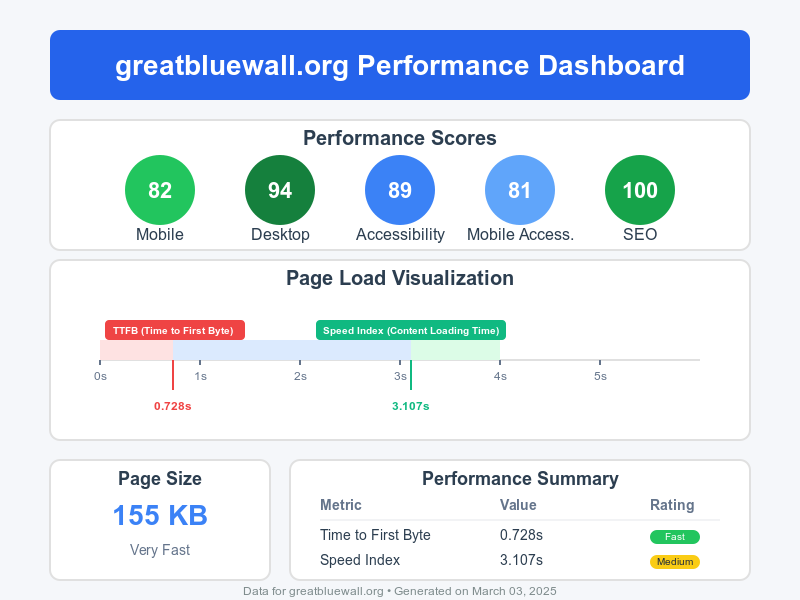 greatbluewall.org Performance Dashboard
Performance Scores
82 94 89 81 100
Mobile Desktop Accessibility Mobile Access. SEO
Page Load Visualization
TTFB (Time to First Byte) Speed Index (Content Loading Time)
0s 1s 2s 3s 4s 5s
0.728s 3.107s
Page Size
155 KB
Very Fast
Performance Summary
Metric Value Rating
Time to First Byte 0.728s Fast
Speed Index 3.107s Medium
Data for greatbluewall.org • Generated on March 03, 2025